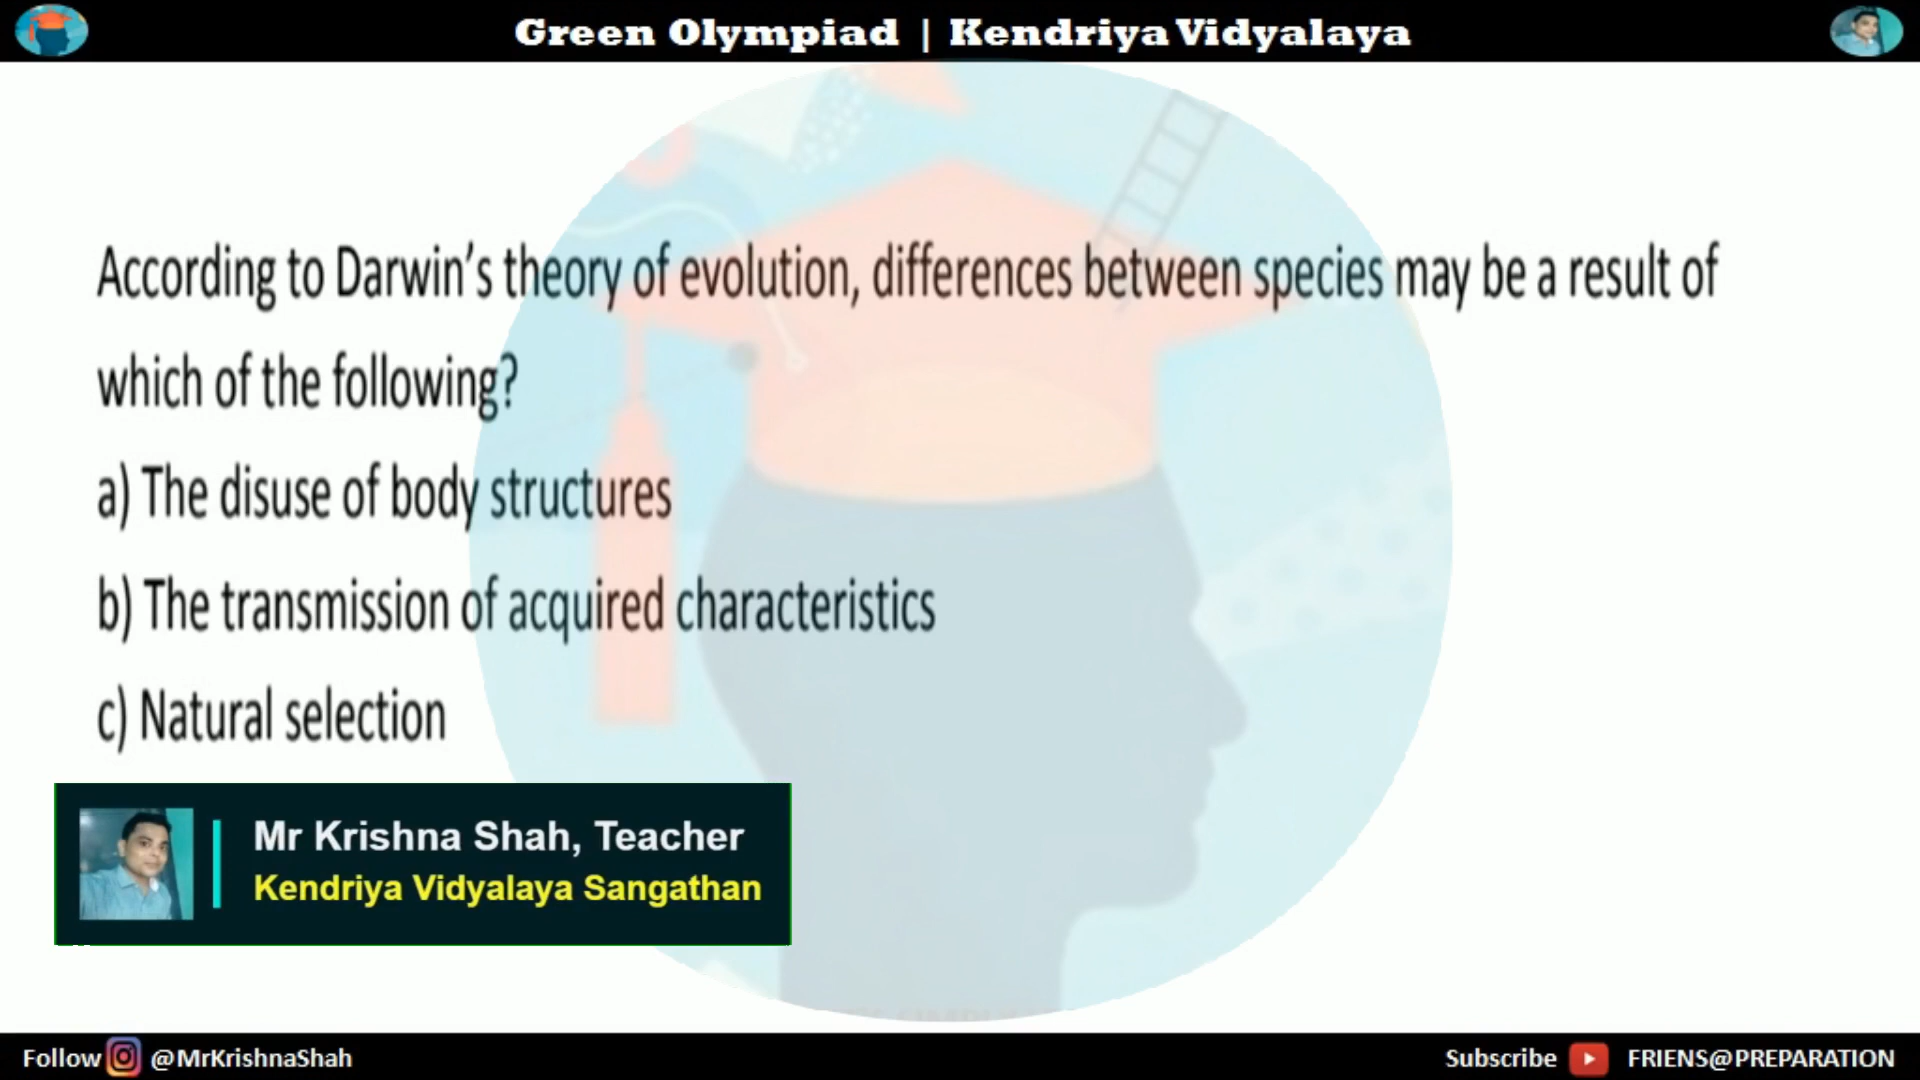 Green Olympiad | Kendriya Vidyalaya
According to Darwin's theory of evolution, differences between species may be a result of
which of the following?
a) The disuse of body structures
b) The transmission of acquired characteristics
c) Natural selection
Mr Krishna Shah, Teacher
Kendriya Vidyalaya Sangathan
Follow @MrKrishnaShah
Subscribe FRIENS@PREPARATION